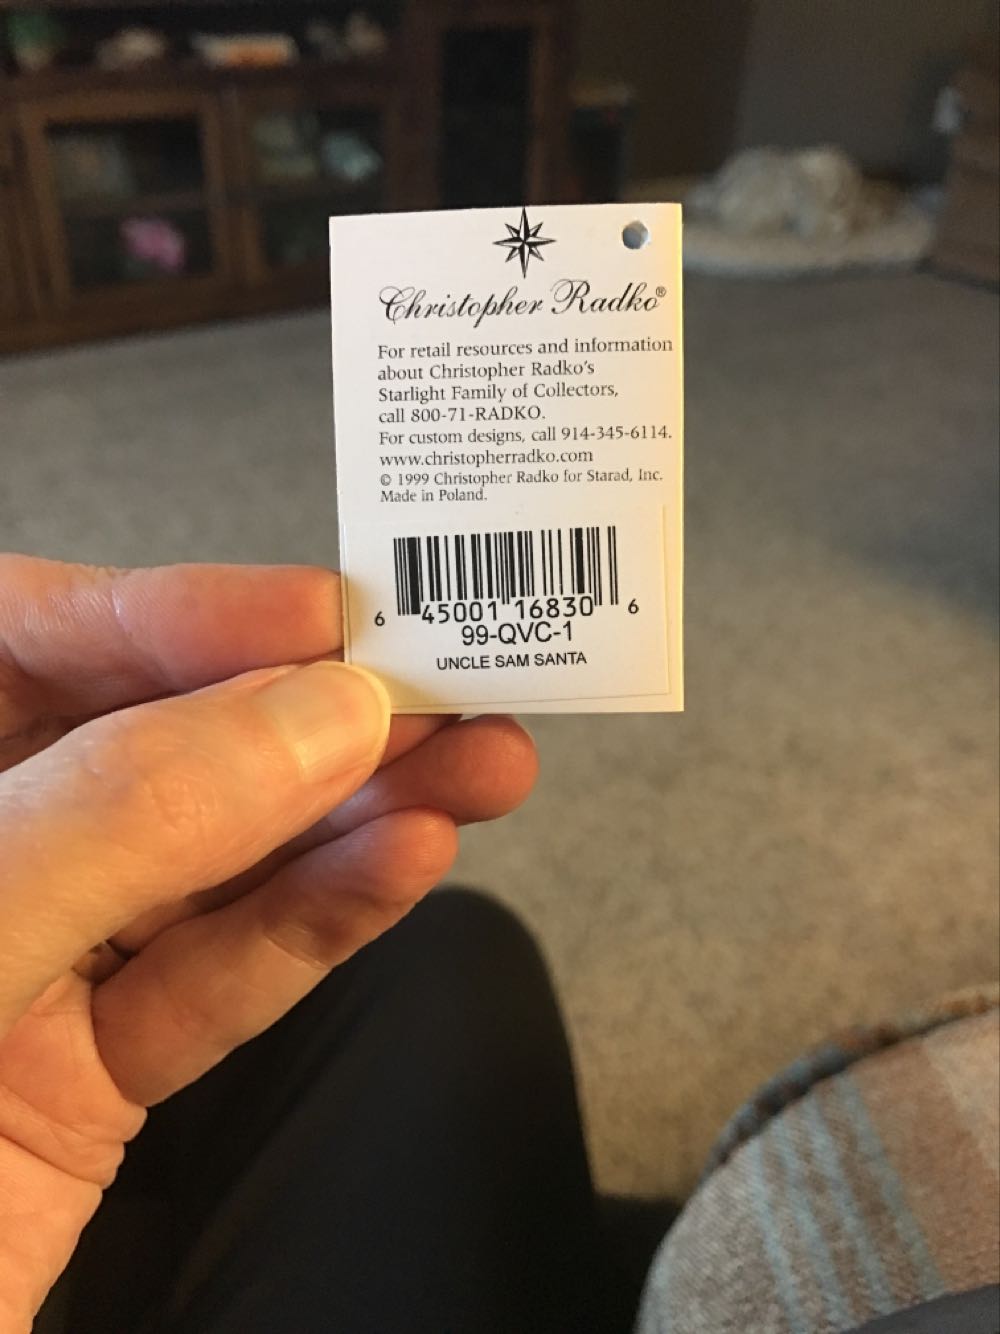 Christopher Radko®
For retail resources and information
about Christopher Radko's
Starlight Family of Collectors,
call 800-71-RADKO.
For custom designs, call 914-345-6114.
www.christopherradko.com
© 1999 Christopher Radko for Starad, Inc.
Made in Poland.
6 45001 16830 6
99-QVC-1
UNCLE SAM SANTA